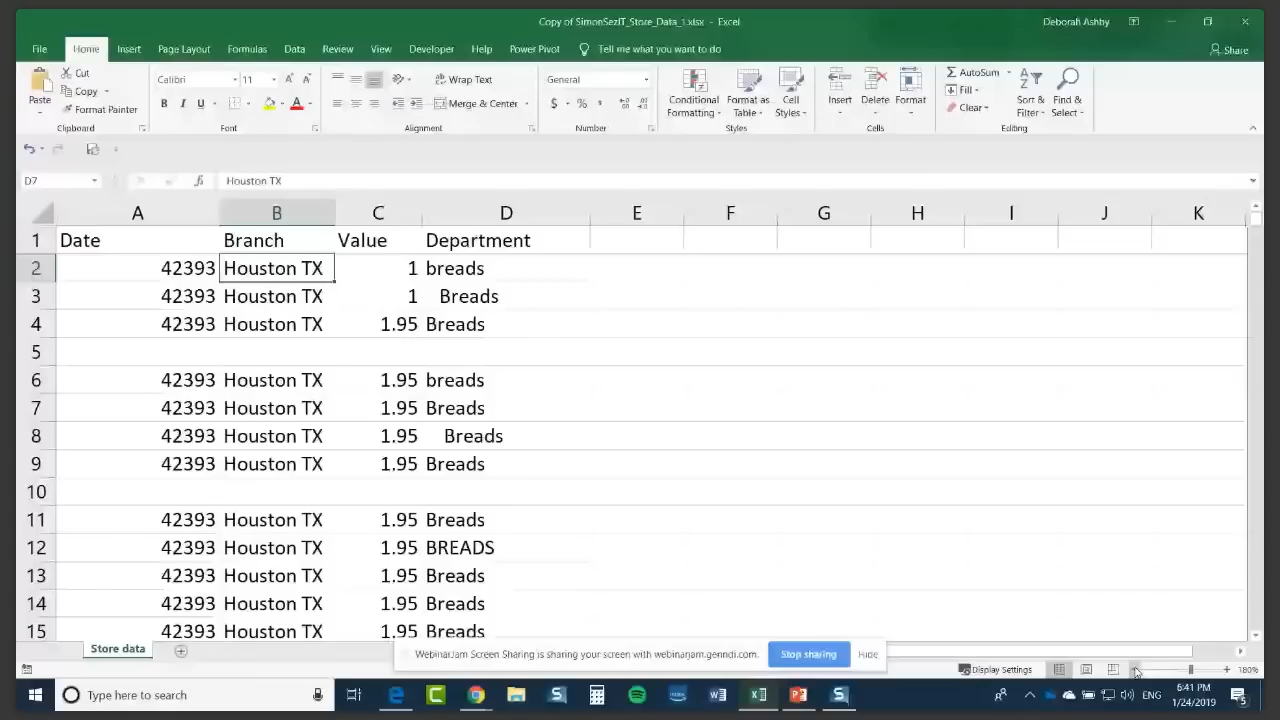 Copy of SimonSezIT_Store_Data_1.xlsx - Excel
Deborah Ashby
File Home Insert Page Layout Formulas Data Review View Developer Help Power Pivot Tell me what you want to do Share
Paste
Cut
Copy
Format Painter
Clipboard
Calibri 11
B I U A
Font
Wrap Text
Merge & Center
Alignment
General
$ % ,
Number
Conditional Formatting
Format as Table
Cell Styles
Styles
Insert Delete Format
Cells
AutoSum
Fill
Clear
Sort & Filter
Find & Select
Editing
D7 fx Houston TX
A B C D E F G H I J K
1 Date Branch Value Department
2 42393 Houston TX 1 breads
3 42393 Houston TX 1 Breads
4 42393 Houston TX 1.95 Breads
5
6 42393 Houston TX 1.95 breads
7 42393 Houston TX 1.95 Breads
8 42393 Houston TX 1.95 Breads
9 42393 Houston TX 1.95 Breads
10
11 42393 Houston TX 1.95 Breads
12 42393 Houston TX 1.95 BREADS
13 42393 Houston TX 1.95 Breads
14 42393 Houston TX 1.95 Breads
15 42393 Houston TX 1.95 Breads
Store data
WebinarJam Screen Sharing is sharing your screen with webinarjam.genndi.com. Stop sharing Hide
Display Settings 180%
Type here to search
ENG
6:41 PM
1/24/2019
5